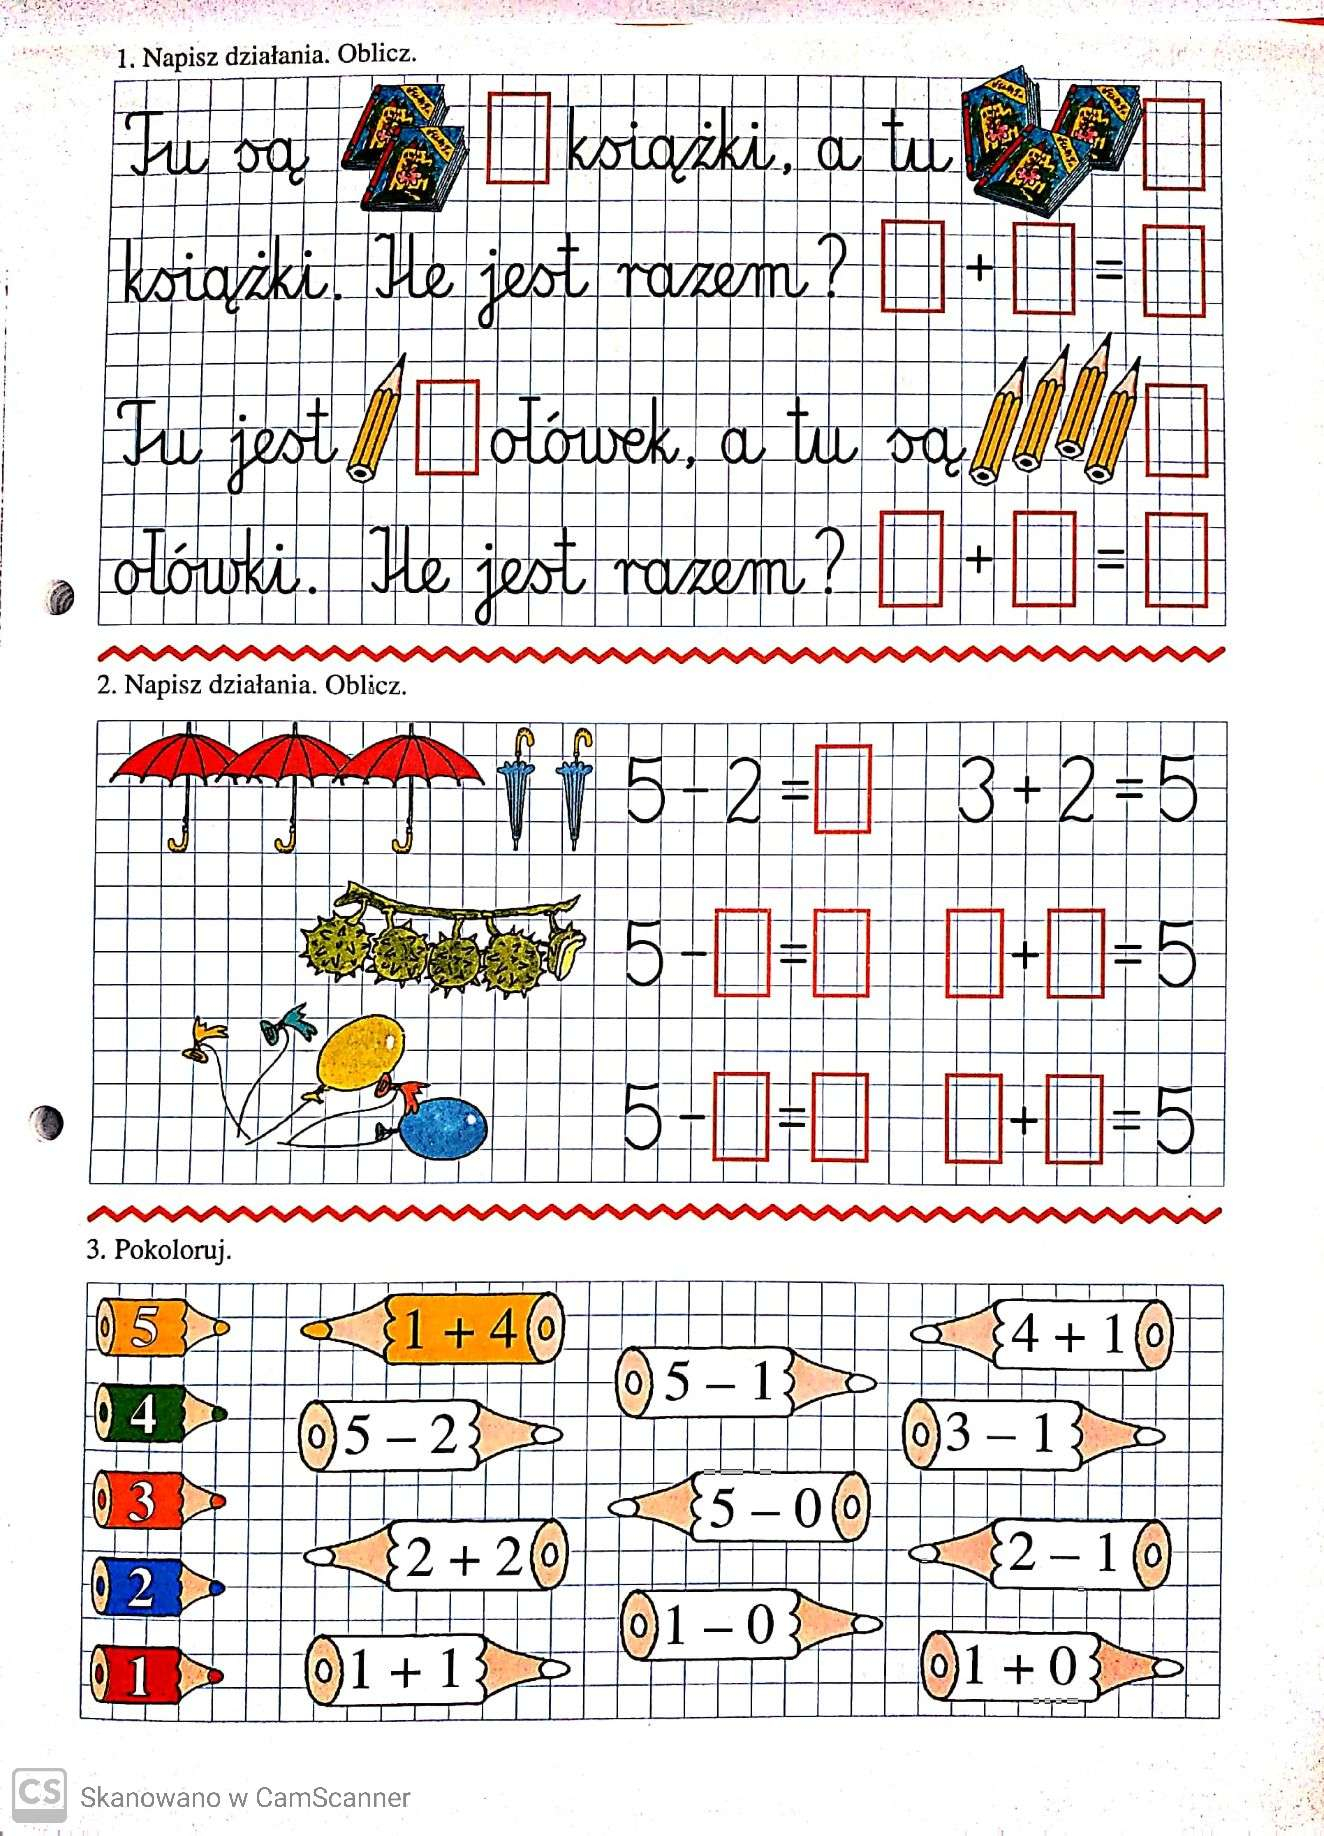 1. Napisz działania. Oblicz.
Tu są książki, a tu
książki. Ile jest razem? + =
Tu jest ołówek, a tu są
ołówki. Ile jest razem? + =
2. Napisz działania. Oblicz.
5 - 2 = 3 + 2 = 5
5 - = + = 5
5 - = + = 5
3. Pokoloruj.
5 1 + 4 4 + 1
5 – 1
4 5 – 2 3 – 1
3 5 – 0
2 + 2 2 – 1
2 1 – 0
1 1 + 1 1 + 0
CS Skanowano w CamScanner